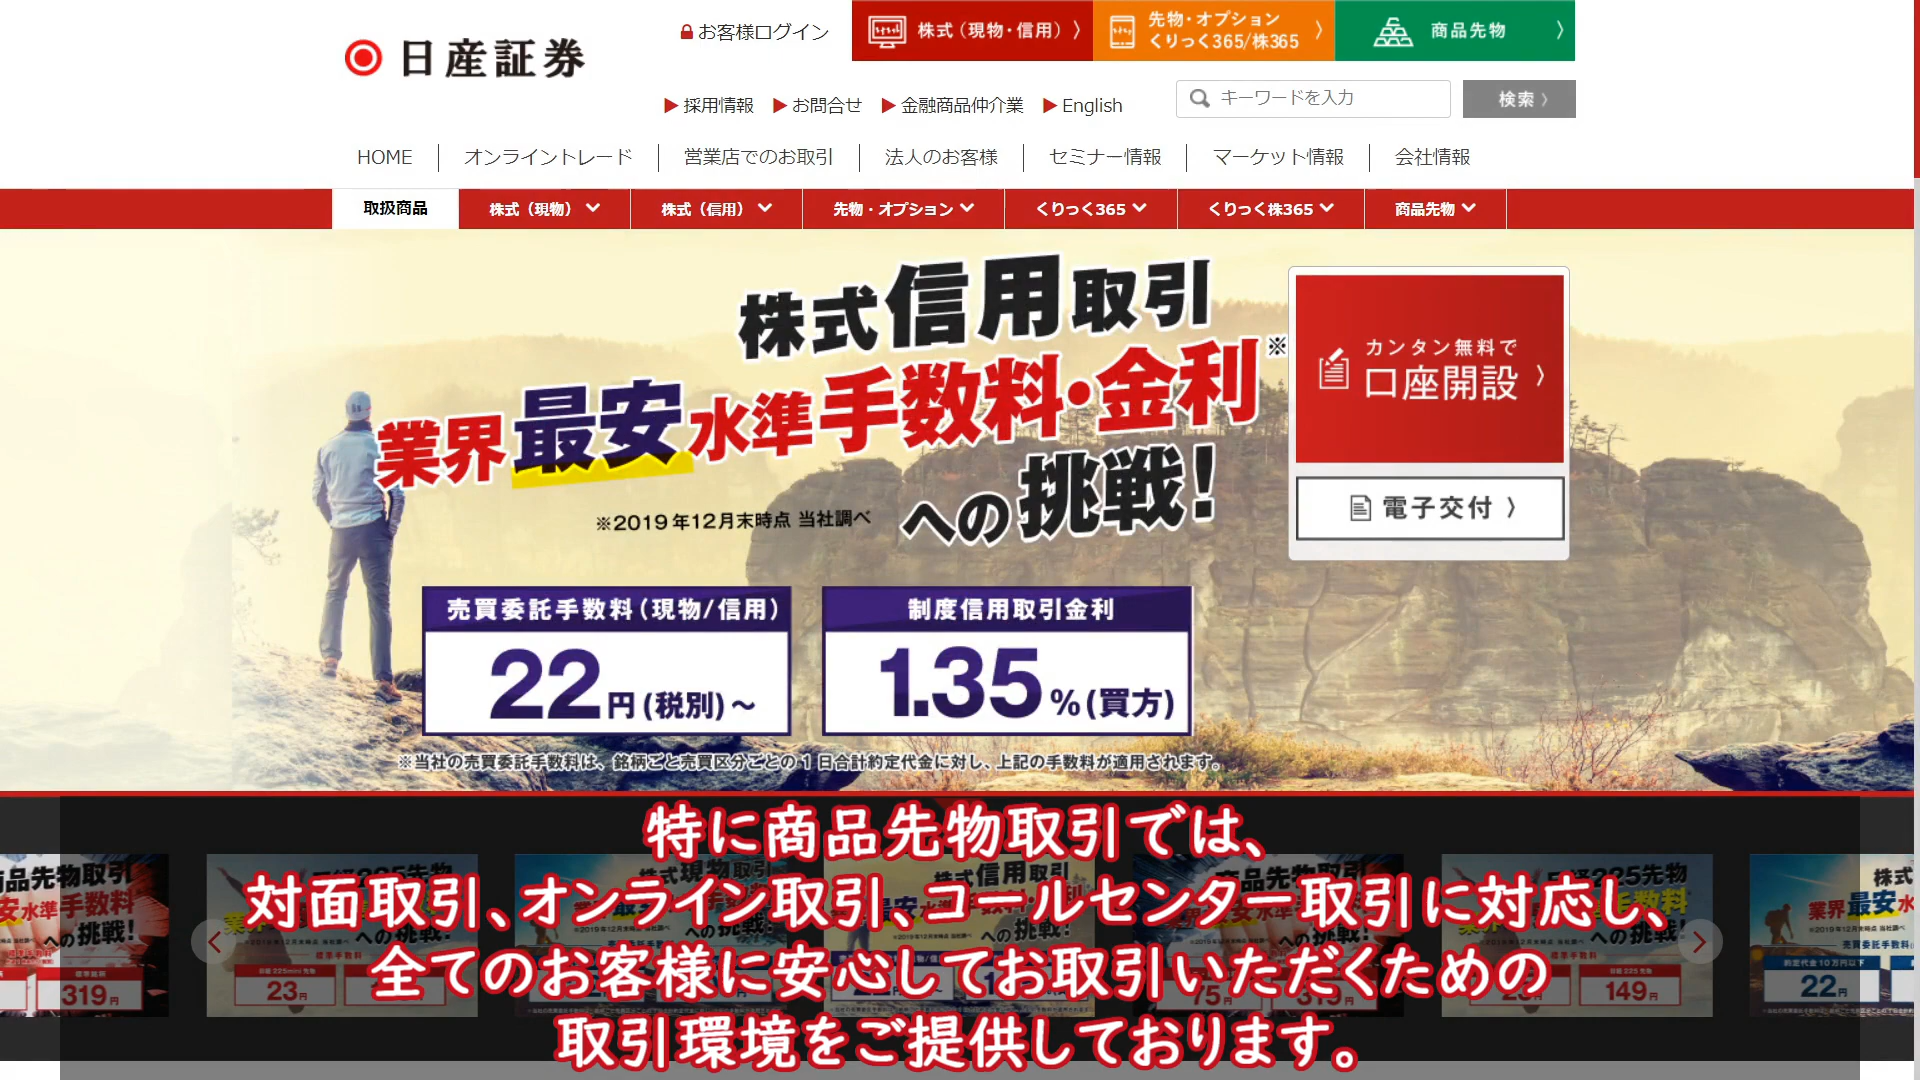 お客様ログイン
株式（現物・信用）
先物・オプション
くりっく365/株365
商品先物
日産証券
採用情報
お問合せ
金融商品仲介業
English
キーワードを入力
検索
HOME
オンライントレード
営業店でのお取引
法人のお客様
セミナー情報
マーケット情報
会社情報
取扱商品
株式（現物）
株式（信用）
先物・オプション
くりっく365
くりっく株365
商品先物
株式信用取引
業界最安水準手数料・金利※
への挑戦!
※2019年12月末時点 当社調べ
カンタン無料で
口座開設
電子交付
売買委託手数料(現物/信用)
22円(税別)～
制度信用取引金利
1.35%(買方)
※当社の売買委託手数料は、銘柄ごと売買区分ごとの1日合計約定代金に対し、上記の手数料が適用されます。
特に商品先物取引では、
対面取引、オンライン取引、コールセンター取引に対応し、
全てのお客様に安心してお取引いただくための
取引環境をご提供しております。
319円
23円
149円
22円